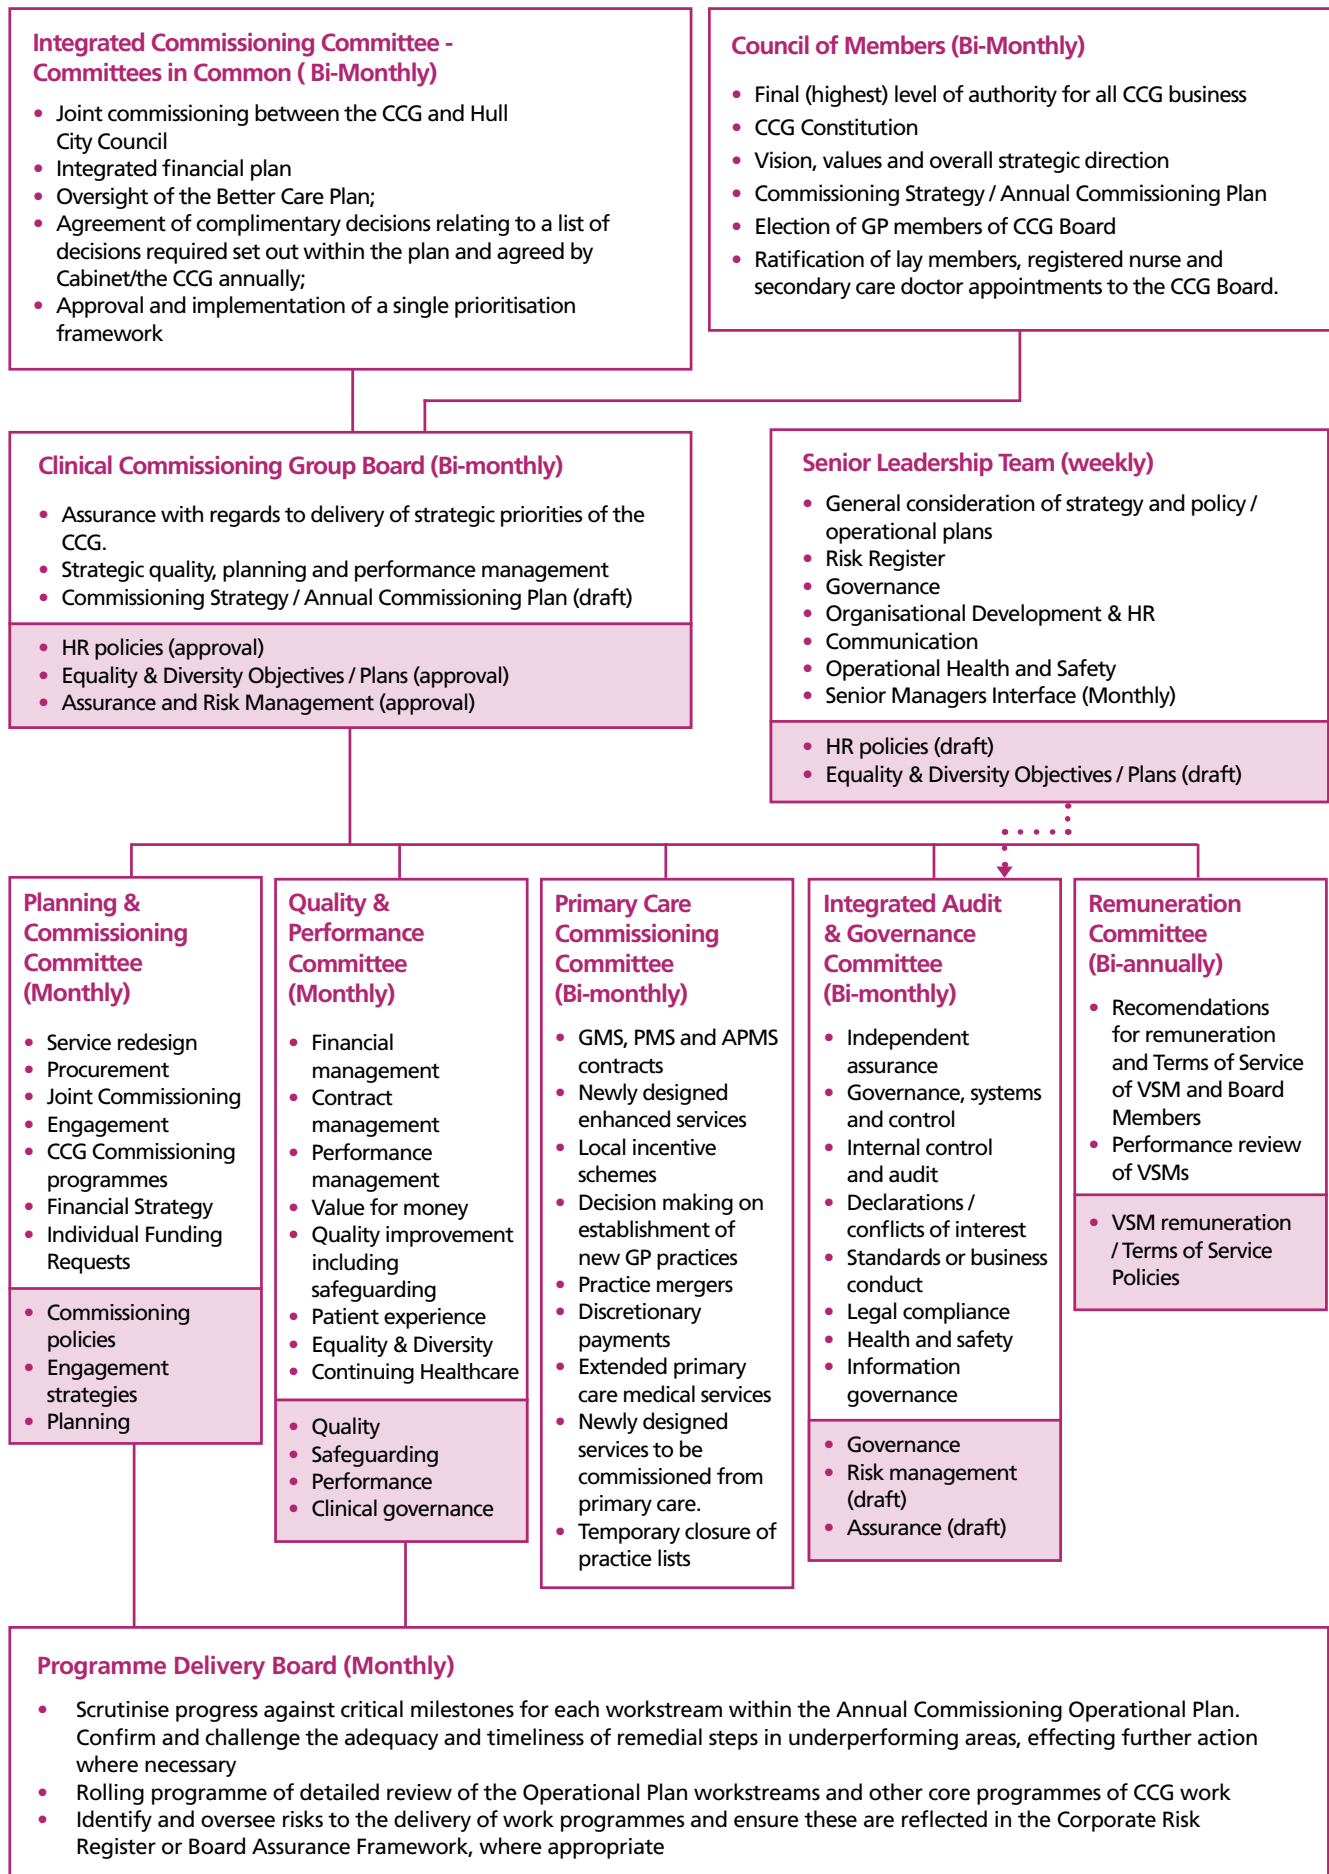 Integrated Commissioning Committee -
Committees in Common ( Bi-Monthly)
• Joint commissioning between the CCG and Hull
City Council
• Integrated financial plan
• Oversight of the Better Care Plan;
• Agreement of complimentary decisions relating to a list of
decisions required set out within the plan and agreed by
Cabinet/the CCG annually;
• Approval and implementation of a single prioritisation
framework
Council of Members (Bi-Monthly)
• Final (highest) level of authority for all CCG business
• CCG Constitution
• Vision, values and overall strategic direction
• Commissioning Strategy / Annual Commissioning Plan
• Election of GP members of CCG Board
• Ratification of lay members, registered nurse and
secondary care doctor appointments to the CCG Board.
Clinical Commissioning Group Board (Bi-monthly)
• Assurance with regards to delivery of strategic priorities of the
CCG.
• Strategic quality, planning and performance management
• Commissioning Strategy / Annual Commissioning Plan (draft)
• HR policies (approval)
• Equality & Diversity Objectives / Plans (approval)
• Assurance and Risk Management (approval)
Senior Leadership Team (weekly)
• General consideration of strategy and policy /
operational plans
• Risk Register
• Governance
• Organisational Development & HR
• Communication
• Operational Health and Safety
• Senior Managers Interface (Monthly)
• HR policies (draft)
• Equality & Diversity Objectives / Plans (draft)
Planning &
Commissioning
Committee
(Monthly)
• Service redesign
• Procurement
• Joint Commissioning
• Engagement
• CCG Commissioning
programmes
• Financial Strategy
• Individual Funding
Requests
• Commissioning
policies
• Engagement
strategies
• Planning
Quality &
Performance
Committee
(Monthly)
• Financial
management
• Contract
management
• Performance
management
• Value for money
• Quality improvement
including
safeguarding
• Patient experience
• Equality & Diversity
• Continuing Healthcare
• Quality
• Safeguarding
• Performance
• Clinical governance
Primary Care
Commissioning
Committee
(Bi-monthly)
• GMS, PMS and APMS
contracts
• Newly designed
enhanced services
• Local incentive
schemes
• Decision making on
establishment of
new GP practices
• Practice mergers
• Discretionary
payments
• Extended primary
care medical services
• Newly designed
services to be
commissioned from
primary care.
• Temporary closure of
practice lists
Integrated Audit
& Governance
Committee
(Bi-monthly)
• Independent
assurance
• Governance, systems
and control
• Internal control
and audit
• Declarations /
conflicts of interest
• Standards or business
conduct
• Legal compliance
• Health and safety
• Information
governance
• Governance
• Risk management
(draft)
• Assurance (draft)
Remuneration
Committee
(Bi-annually)
• Recomendations
for remuneration
and Terms of Service
of VSM and Board
Members
• Performance review
of VSMs
• VSM remuneration
/ Terms of Service
Policies
Programme Delivery Board (Monthly)
• Scrutinise progress against critical milestones for each workstream within the Annual Commissioning Operational Plan.
Confirm and challenge the adequacy and timeliness of remedial steps in underperforming areas, effecting further action
where necessary
• Rolling programme of detailed review of the Operational Plan workstreams and other core programmes of CCG work
• Identify and oversee risks to the delivery of work programmes and ensure these are reflected in the Corporate Risk
Register or Board Assurance Framework, where appropriate